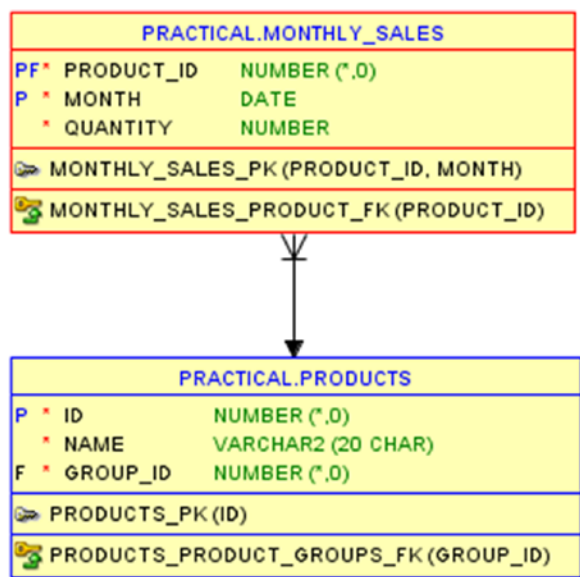 PRACTICAL.MONTHLY_SALES
PF* PRODUCT_ID NUMBER (*,0)
P * MONTH DATE
* QUANTITY NUMBER
MONTHLY_SALES_PK (PRODUCT_ID, MONTH)
MONTHLY_SALES_PRODUCT_FK (PRODUCT_ID)
PRACTICAL.PRODUCTS
P * ID NUMBER (*,0)
* NAME VARCHAR2 (20 CHAR)
F * GROUP_ID NUMBER (*,0)
PRODUCTS_PK (ID)
PRODUCTS_PRODUCT_GROUPS_FK (GROUP_ID)